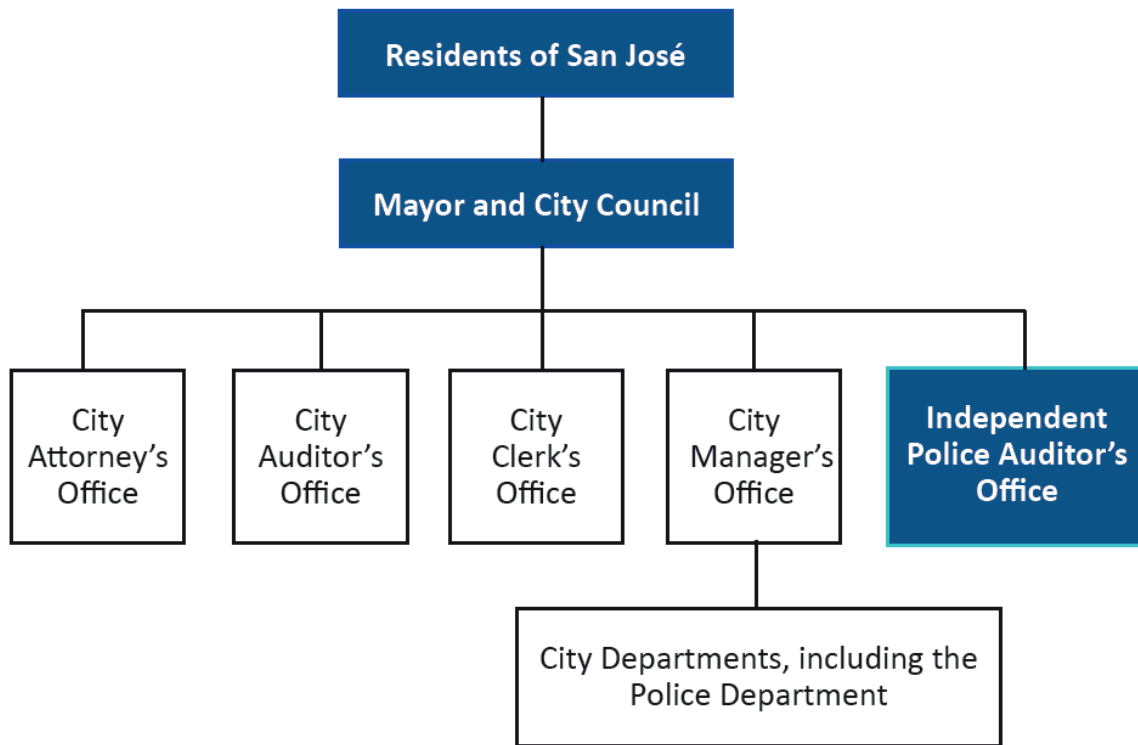 Residents of San José
Mayor and City Council
City
Attorney’s
Office
City
Auditor’s
Office
City
Clerk’s
Office
City
Manager’s
Office
Independent
Police Auditor’s
Office
City Departments, including the
Police Department